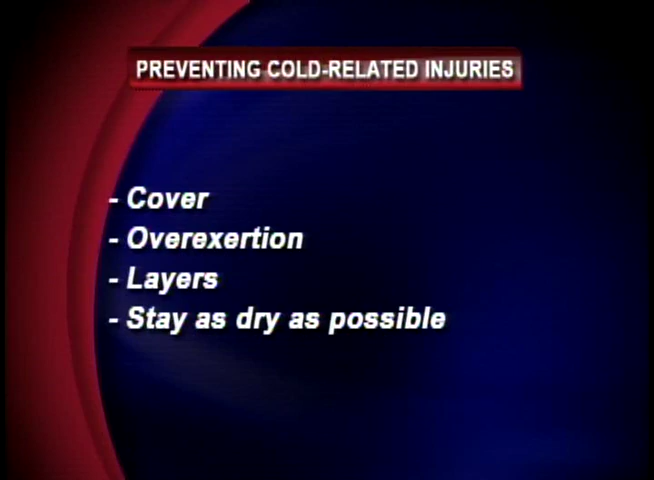 PREVENTING COLD-RELATED INJURIES
- Cover
- Overexertion
- Layers
- Stay as dry as possible